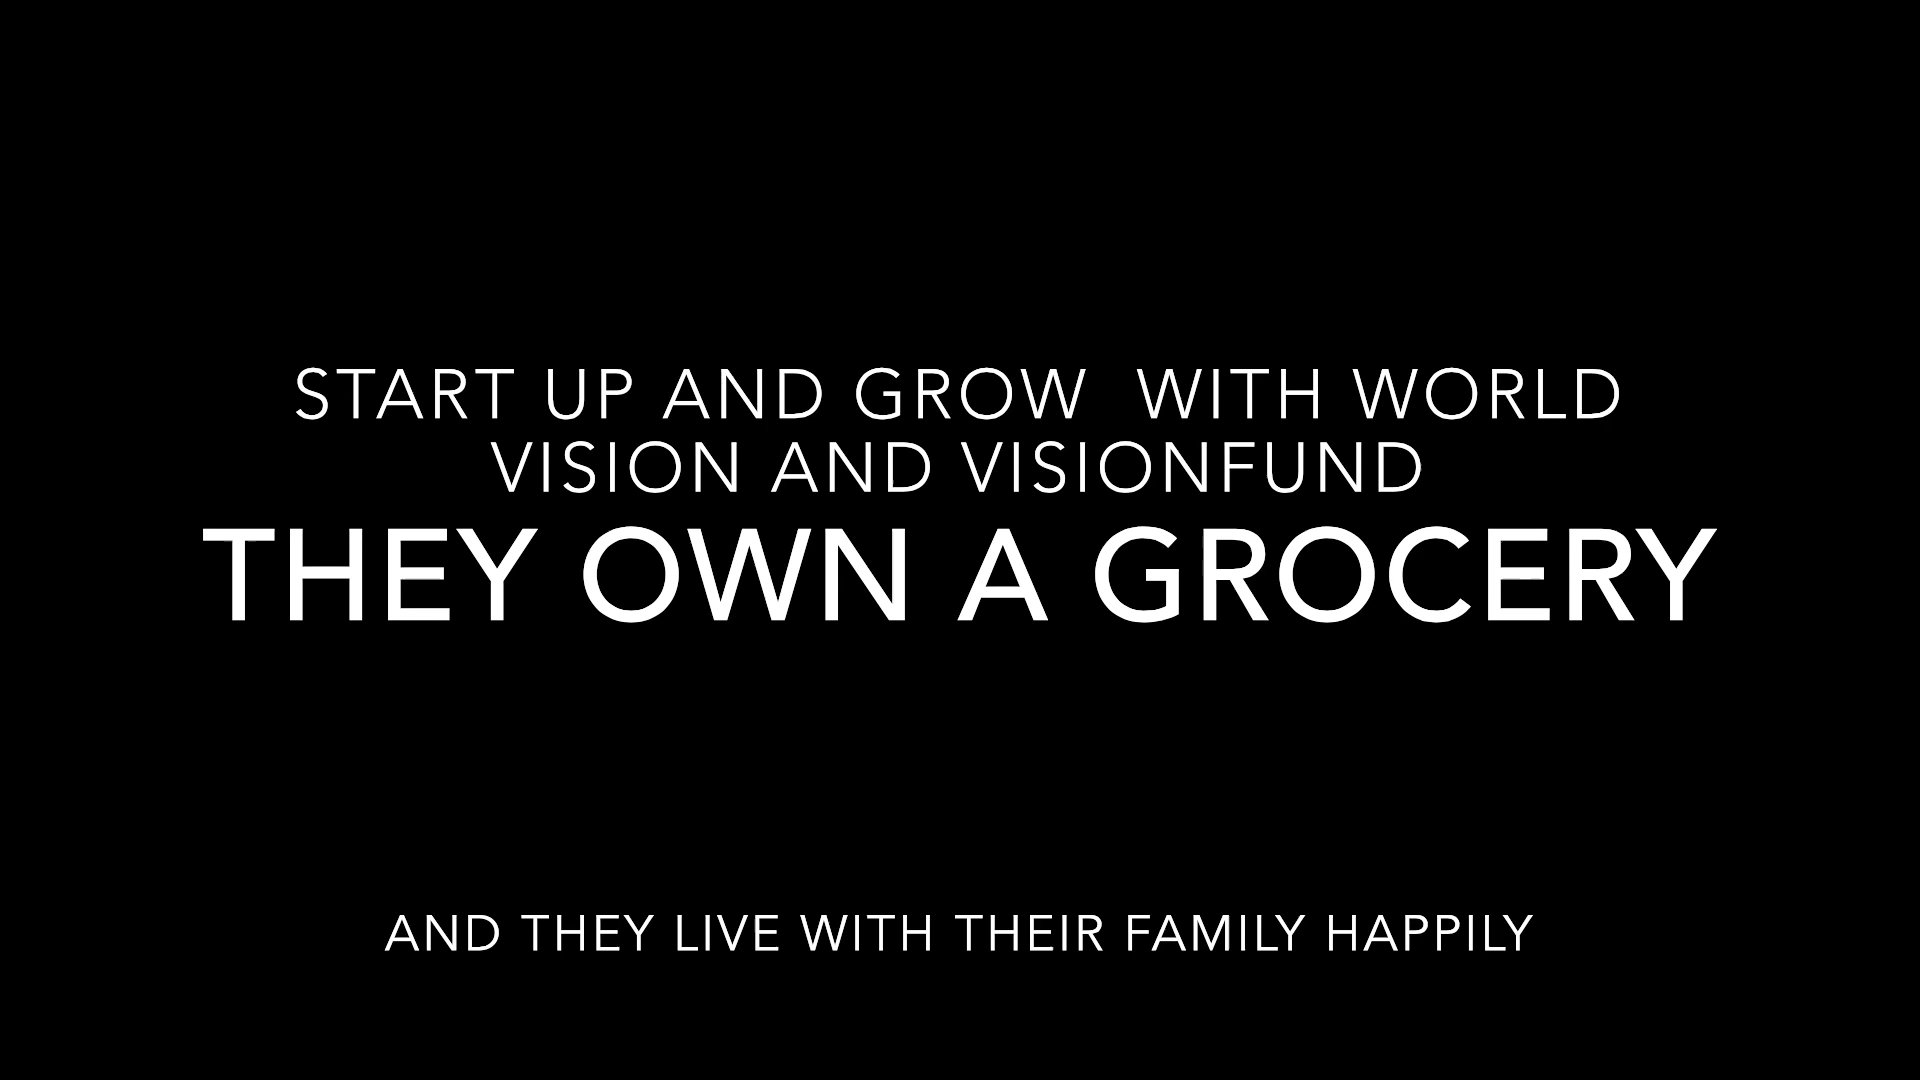 START UP AND GROW  WITH WORLD
VISION AND VISIONFUND
THEY OWN A GROCERY
AND THEY LIVE WITH THEIR FAMILY HAPPILY